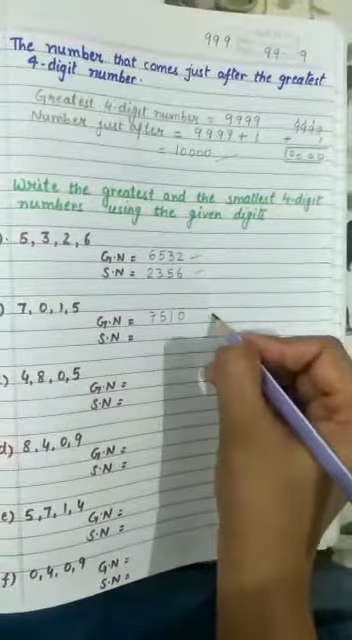 999
99 9
The number that comes just after the greatest
4-digit number.
Greatest 4-digit number = 9999
Number just after = 9999 + 1
= 10000
9999
+ 1
10000
Write the greatest and the smallest 4-digit
numbers using the given digits
). 5, 3, 2, 6
G.N = 6532
S.N = 2356
) 7, 0, 1, 5
G.N = 7510
S.N =
) 4, 8, 0, 5
G.N =
S.N =
d) 8, 4, 0, 9
G.N =
S.N =
e) 5, 7, 1, 4
G.N =
S.N =
f) 0, 4, 0, 9
G.N =
S.N =